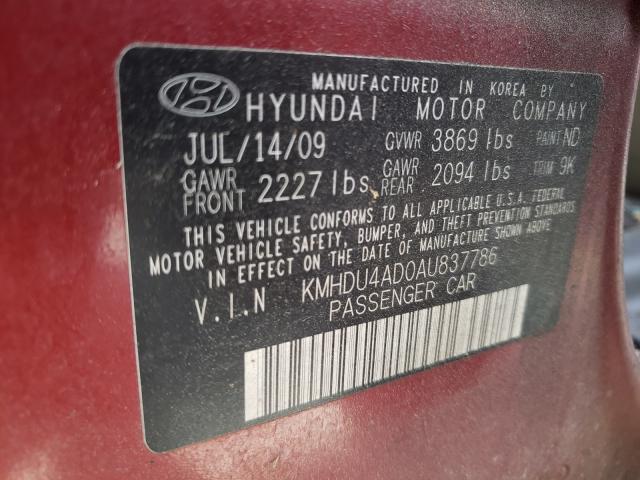 MANUFACTURED IN KOREA BY
HYUNDAI MOTOR COMPANY
JUL/14/09 GVWR 3869 lbs PAINT ND
GAWR FRONT 2227 lbs GAWR REAR 2094 lbs TRIM 9K
THIS VEHICLE CONFORMS TO ALL APPLICABLE U.S.A. FEDERAL
MOTOR VEHICLE SAFETY, BUMPER, AND THEFT PREVENTION STANDARDS
IN EFFECT ON THE DATE OF MANUFACTURE SHOWN ABOVE.
V.I.N KMHDU4AD0AU837786
PASSENGER CAR